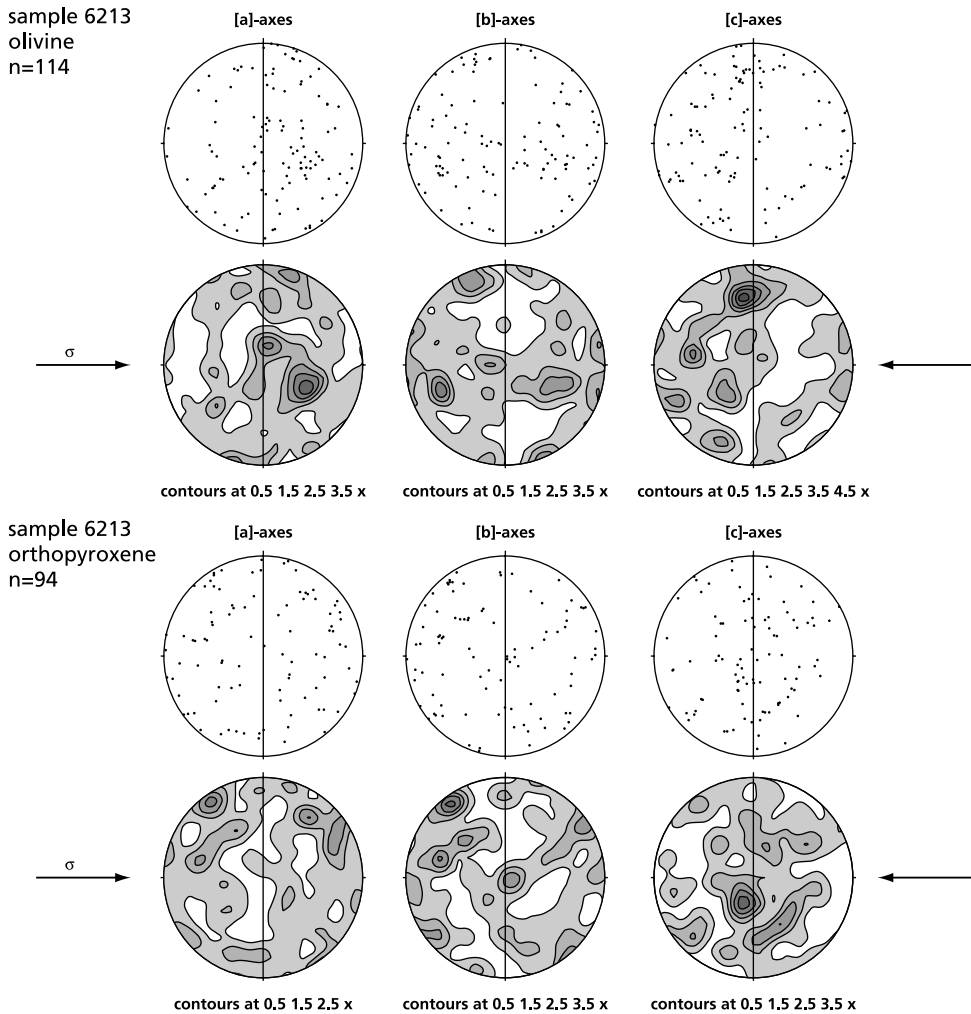 sample 6213
olivine
n=114
[a]-axes
[b]-axes
[c]-axes
σ
contours at 0.5 1.5 2.5 3.5 x
contours at 0.5 1.5 2.5 3.5 x
contours at 0.5 1.5 2.5 3.5 4.5 x
sample 6213
orthopyroxene
n=94
[a]-axes
[b]-axes
[c]-axes
σ
contours at 0.5 1.5 2.5 x
contours at 0.5 1.5 2.5 3.5 x
contours at 0.5 1.5 2.5 3.5 x